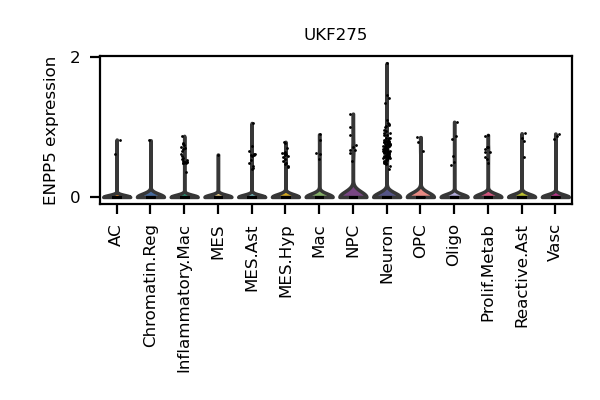 UKF275
ENPP5 expression
2
0
AC
Chromatin.Reg
Inflammatory.Mac
MES
MES.Ast
MES.Hyp
Mac
NPC
Neuron
OPC
Oligo
Prolif.Metab
Reactive.Ast
Vasc